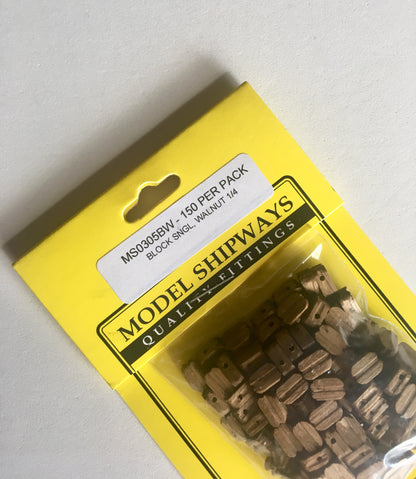 MS0305BW - 150 PER PACK
BLOCK SNGL, WALNUT 1/4
MODEL SHIPWAYS
QUALITY FITTINGS